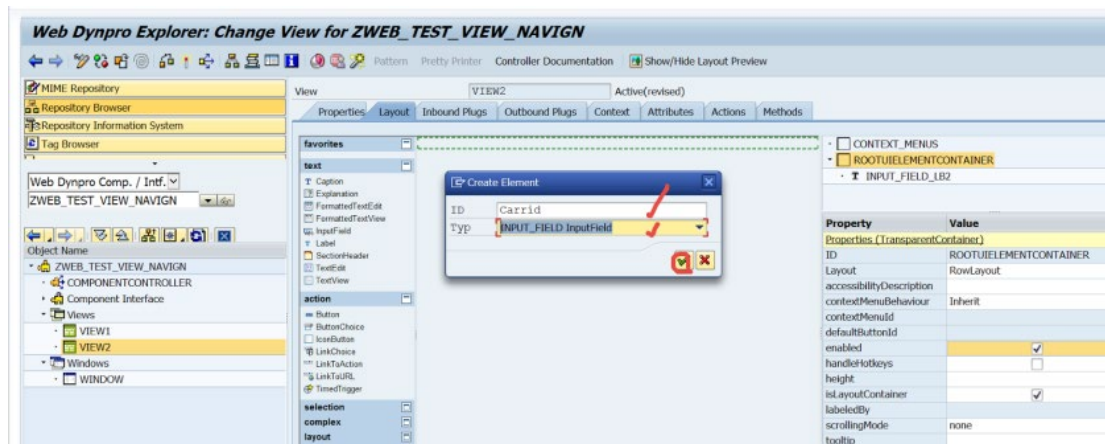 Web Dynpro Explorer: Change View for ZWEB_TEST_VIEW_NAVIGN
Pattern Pretty Printer Controller Documentation Show/Hide Layout Preview
MIME Repository
Repository Browser
Repository Information System
Tag Browser
Web Dynpro Comp. / Intf.
ZWEB_TEST_VIEW_NAVIGN
Object Name
ZWEB_TEST_VIEW_NAVIGN
COMPONENTCONTROLLER
Component Interface
Views
VIEW1
VIEW2
Windows
WINDOW
View VIEW2 Active(revised)
Properties Layout Inbound Plugs Outbound Plugs Context Attributes Actions Methods
favorites
text
T Caption
Explanation
FormattedTextEdit
FormattedTextView
InputField
Label
SectionHeader
TextEdit
TextView
action
Button
ButtonChoice
IconButton
LinkChoice
LinkToAction
LinkToURL
TimedTrigger
selection
complex
layout
Create Element
ID Carrid
Typ INPUT_FIELD InputField
CONTEXT_MENUS
ROOTUIELEMENTCONTAINER
T INPUT_FIELD_LB2
Property Value
Properties (TransparentContainer)
ID ROOTUIELEMENTCONTAINER
Layout RowLayout
accessibilityDescription
contextMenuBehaviour Inherit
contextMenuId
defaultButtonId
enabled
handleHotkeys
height
isLayoutContainer
labeledBy
scrollingMode none
tooltip